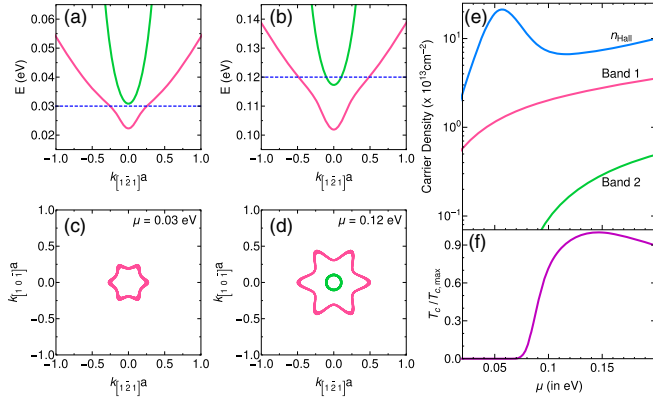 (a)
0.06
0.05
0.04
0.03
0.02
E (eV)
-1.0 -0.5 0.0 0.5 1.0
k[1 2̄ 1]a
(b)
0.14
0.13
0.12
0.11
0.10
E (eV)
-1.0 -0.5 0.0 0.5 1.0
k[1 2̄ 1]a
(c)
μ = 0.03 eV
1.0
0.5
0.0
-0.5
-1.0
k[1 0 1̄]a
-1.0 -0.5 0.0 0.5 1.0
k[1 2̄ 1]a
(d)
μ = 0.12 eV
1.0
0.5
0.0
-0.5
-1.0
k[1 0 1̄]a
-1.0 -0.5 0.0 0.5 1.0
k[1 2̄ 1]a
(e)
nHall
Band 1
Band 2
10¹
10⁰
10⁻¹
Carrier Density (x 10¹³cm⁻²)
(f)
0.9
0.6
0.3
0.0
Tc/Tc,max
0.05 0.10 0.15 0.20
μ (in eV)